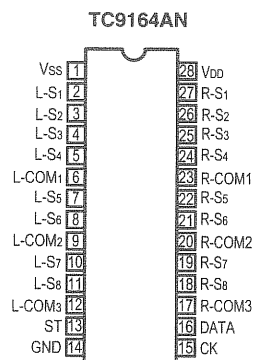 TC9164AN
Vss 1 28 VDD
L-S1 2 27 R-S1
L-S2 3 26 R-S2
L-S3 4 25 R-S3
L-S4 5 24 R-S4
L-COM1 6 23 R-COM1
L-S5 7 22 R-S5
L-S6 8 21 R-S6
L-COM2 9 20 R-COM2
L-S7 10 19 R-S7
L-S8 11 18 R-S8
L-COM3 12 17 R-COM3
ST 13 16 DATA
GND 14 15 CK